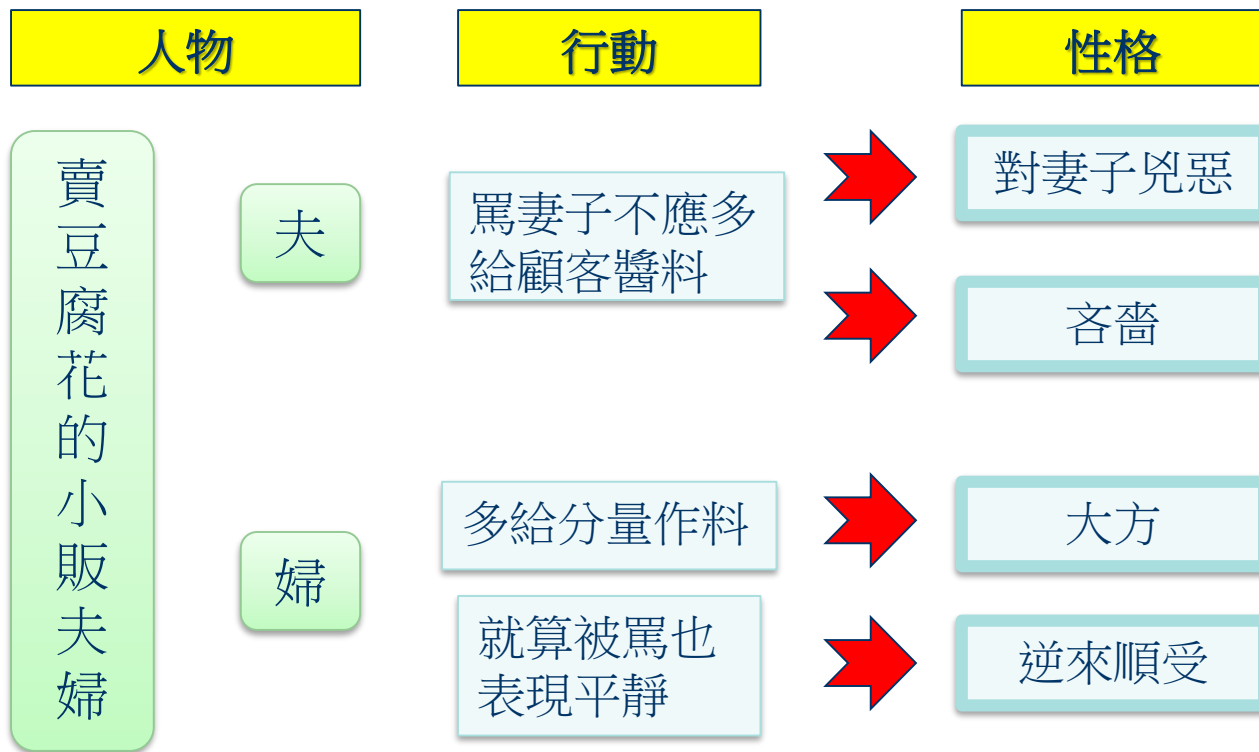 人物
行動
性格
賣豆腐花的小販夫婦
夫
罵妻子不應多
給顧客醬料
對妻子兇惡
吝嗇
婦
多給分量作料
大方
就算被罵也
表現平靜
逆來順受